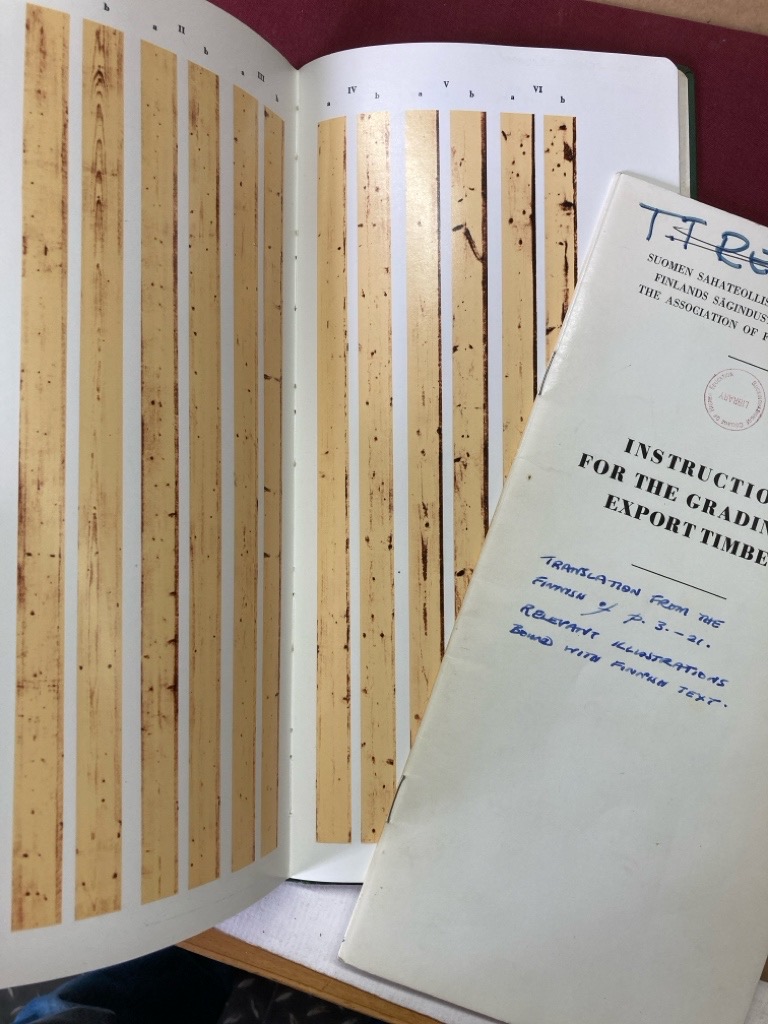 b
a II b
a III b
a IV b
a V b
a VI b
T.T
SUOMEN SAHATEOLLIS
FINLANDS SÅGINDUST
THE ASSOCIATION OF F
LIBRARY
INSTRUCTIO
FOR THE GRADIN
EXPORT TIMBE
TRANSLATION FROM THE
FINNISH of p. 3.-21.
RELEVANT ILLUSTRATIONS
BOUND WITH FINNISH TEXT.